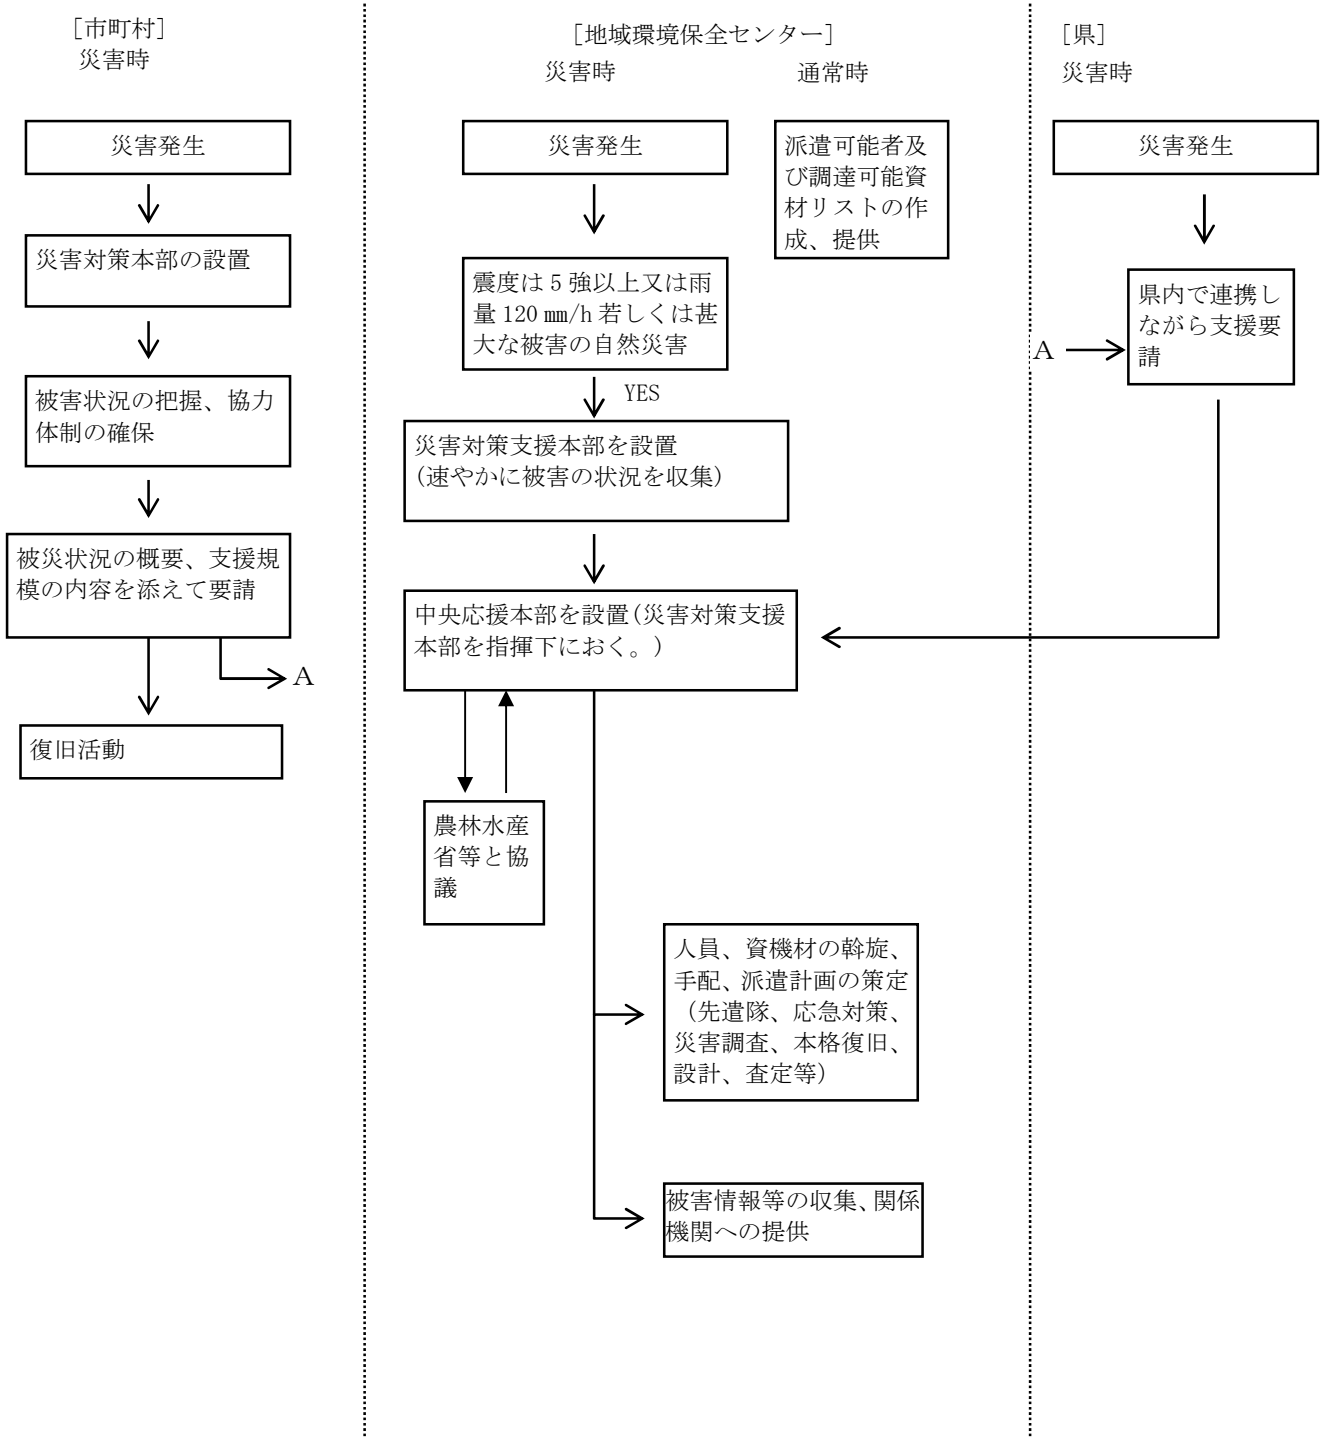 [市町村]
災害時
災害発生
災害対策本部の設置
被害状況の把握、協力
体制の確保
被災状況の概要、支援規
模の内容を添えて要請
A
復旧活動
[地域環境保全センター]
災害時
通常時
災害発生
派遣可能者及
び調達可能資
材リストの作
成、提供
震度は 5 強以上又は雨
量 120 ㎜/h 若しくは甚
大な被害の自然災害
YES
災害対策支援本部を設置
(速やかに被害の状況を収集)
中央応援本部を設置(災害対策支援
本部を指揮下におく。)
農林水産
省等と協
議
人員、資機材の斡旋、
手配、派遣計画の策定
(先遣隊、応急対策、
災害調査、本格復旧、
設計、査定等)
被害情報等の収集、関係
機関への提供
[県]
災害時
災害発生
県内で連携し
ながら支援要
請
A